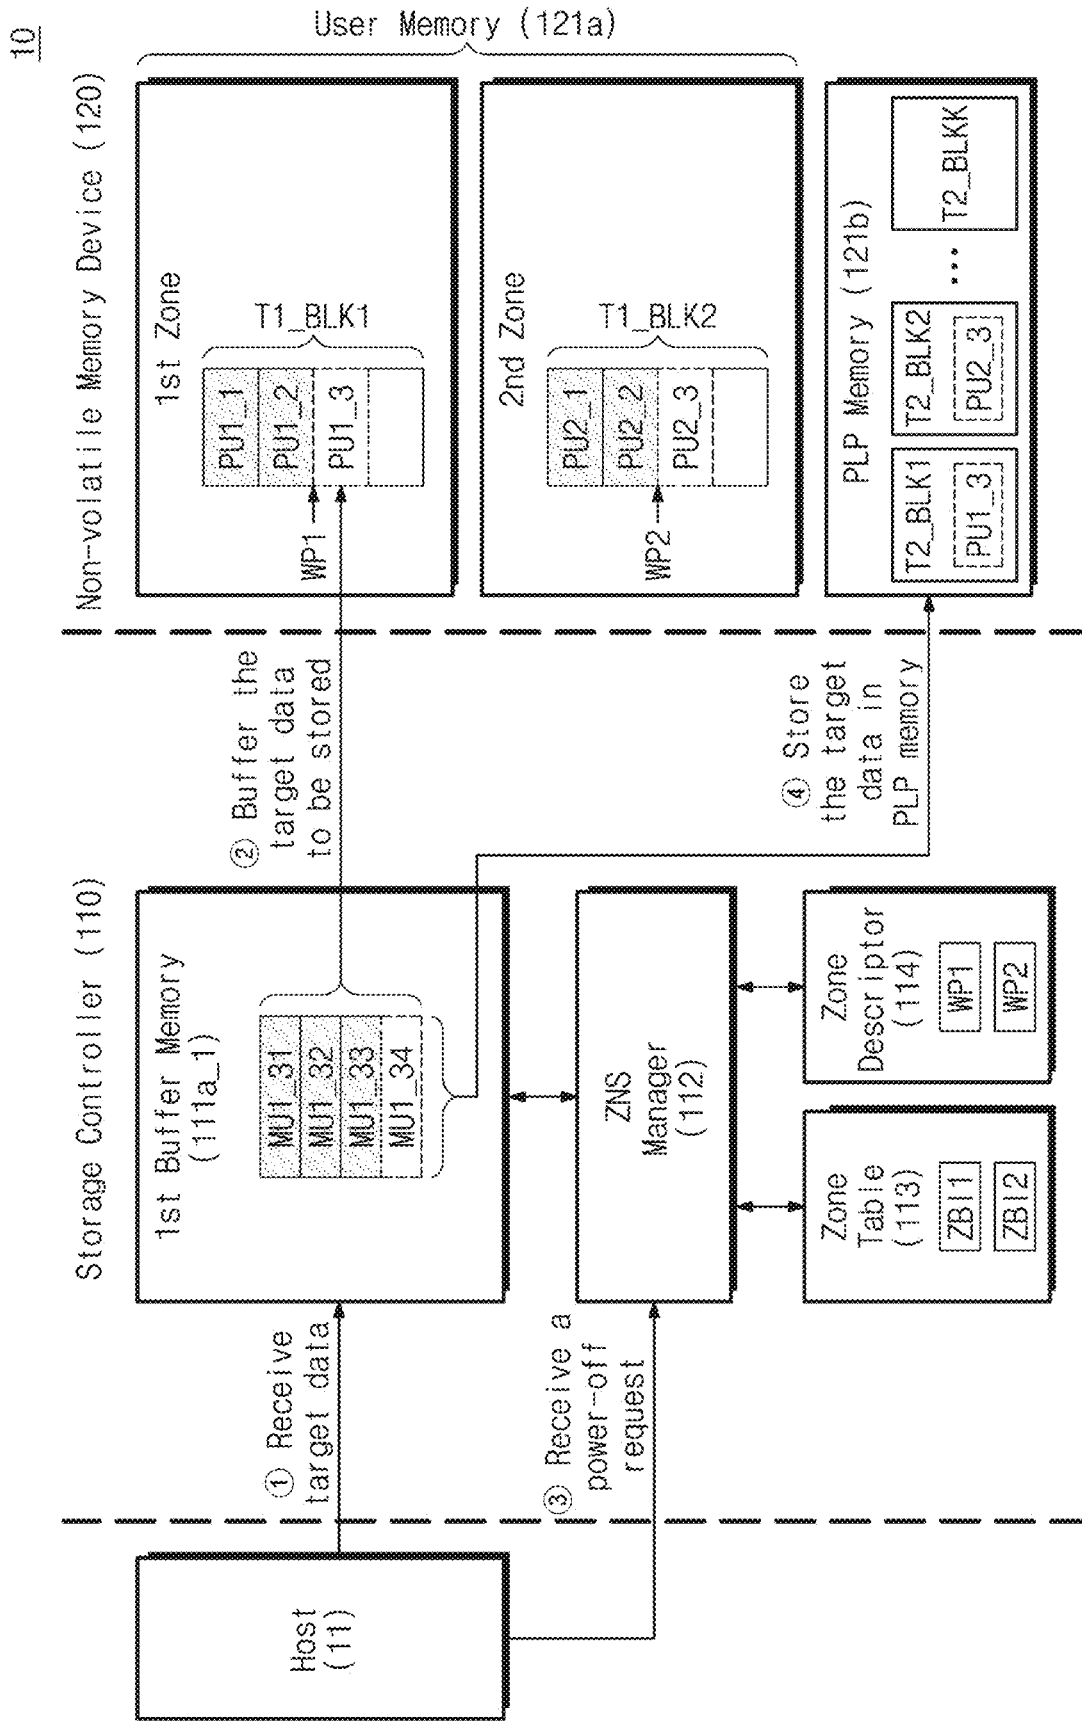 10
Host
(11)
① Receive
target data
③ Receive a
power-off
request
Storage Controller (110)
1st Buffer Memory
(111a_1)
MU1_31
MU1_32
MU1_33
MU1_34
ZNS
Manager
(112)
Zone
Table
(113)
ZBI1
ZBI2
Zone
Descriptor
(114)
WP1
WP2
② Buffer the
target data
to be stored
④ Store
the target
data in
PLP memory
Non-volatile Memory Device (120)
User Memory (121a)
1st Zone
T1_BLK1
PU1_1
PU1_2
PU1_3
WP1
2nd Zone
T1_BLK2
PU2_1
PU2_2
PU2_3
WP2
PLP Memory (121b)
T2_BLK1
PU1_3
T2_BLK2
PU2_3
...
T2_BLKK